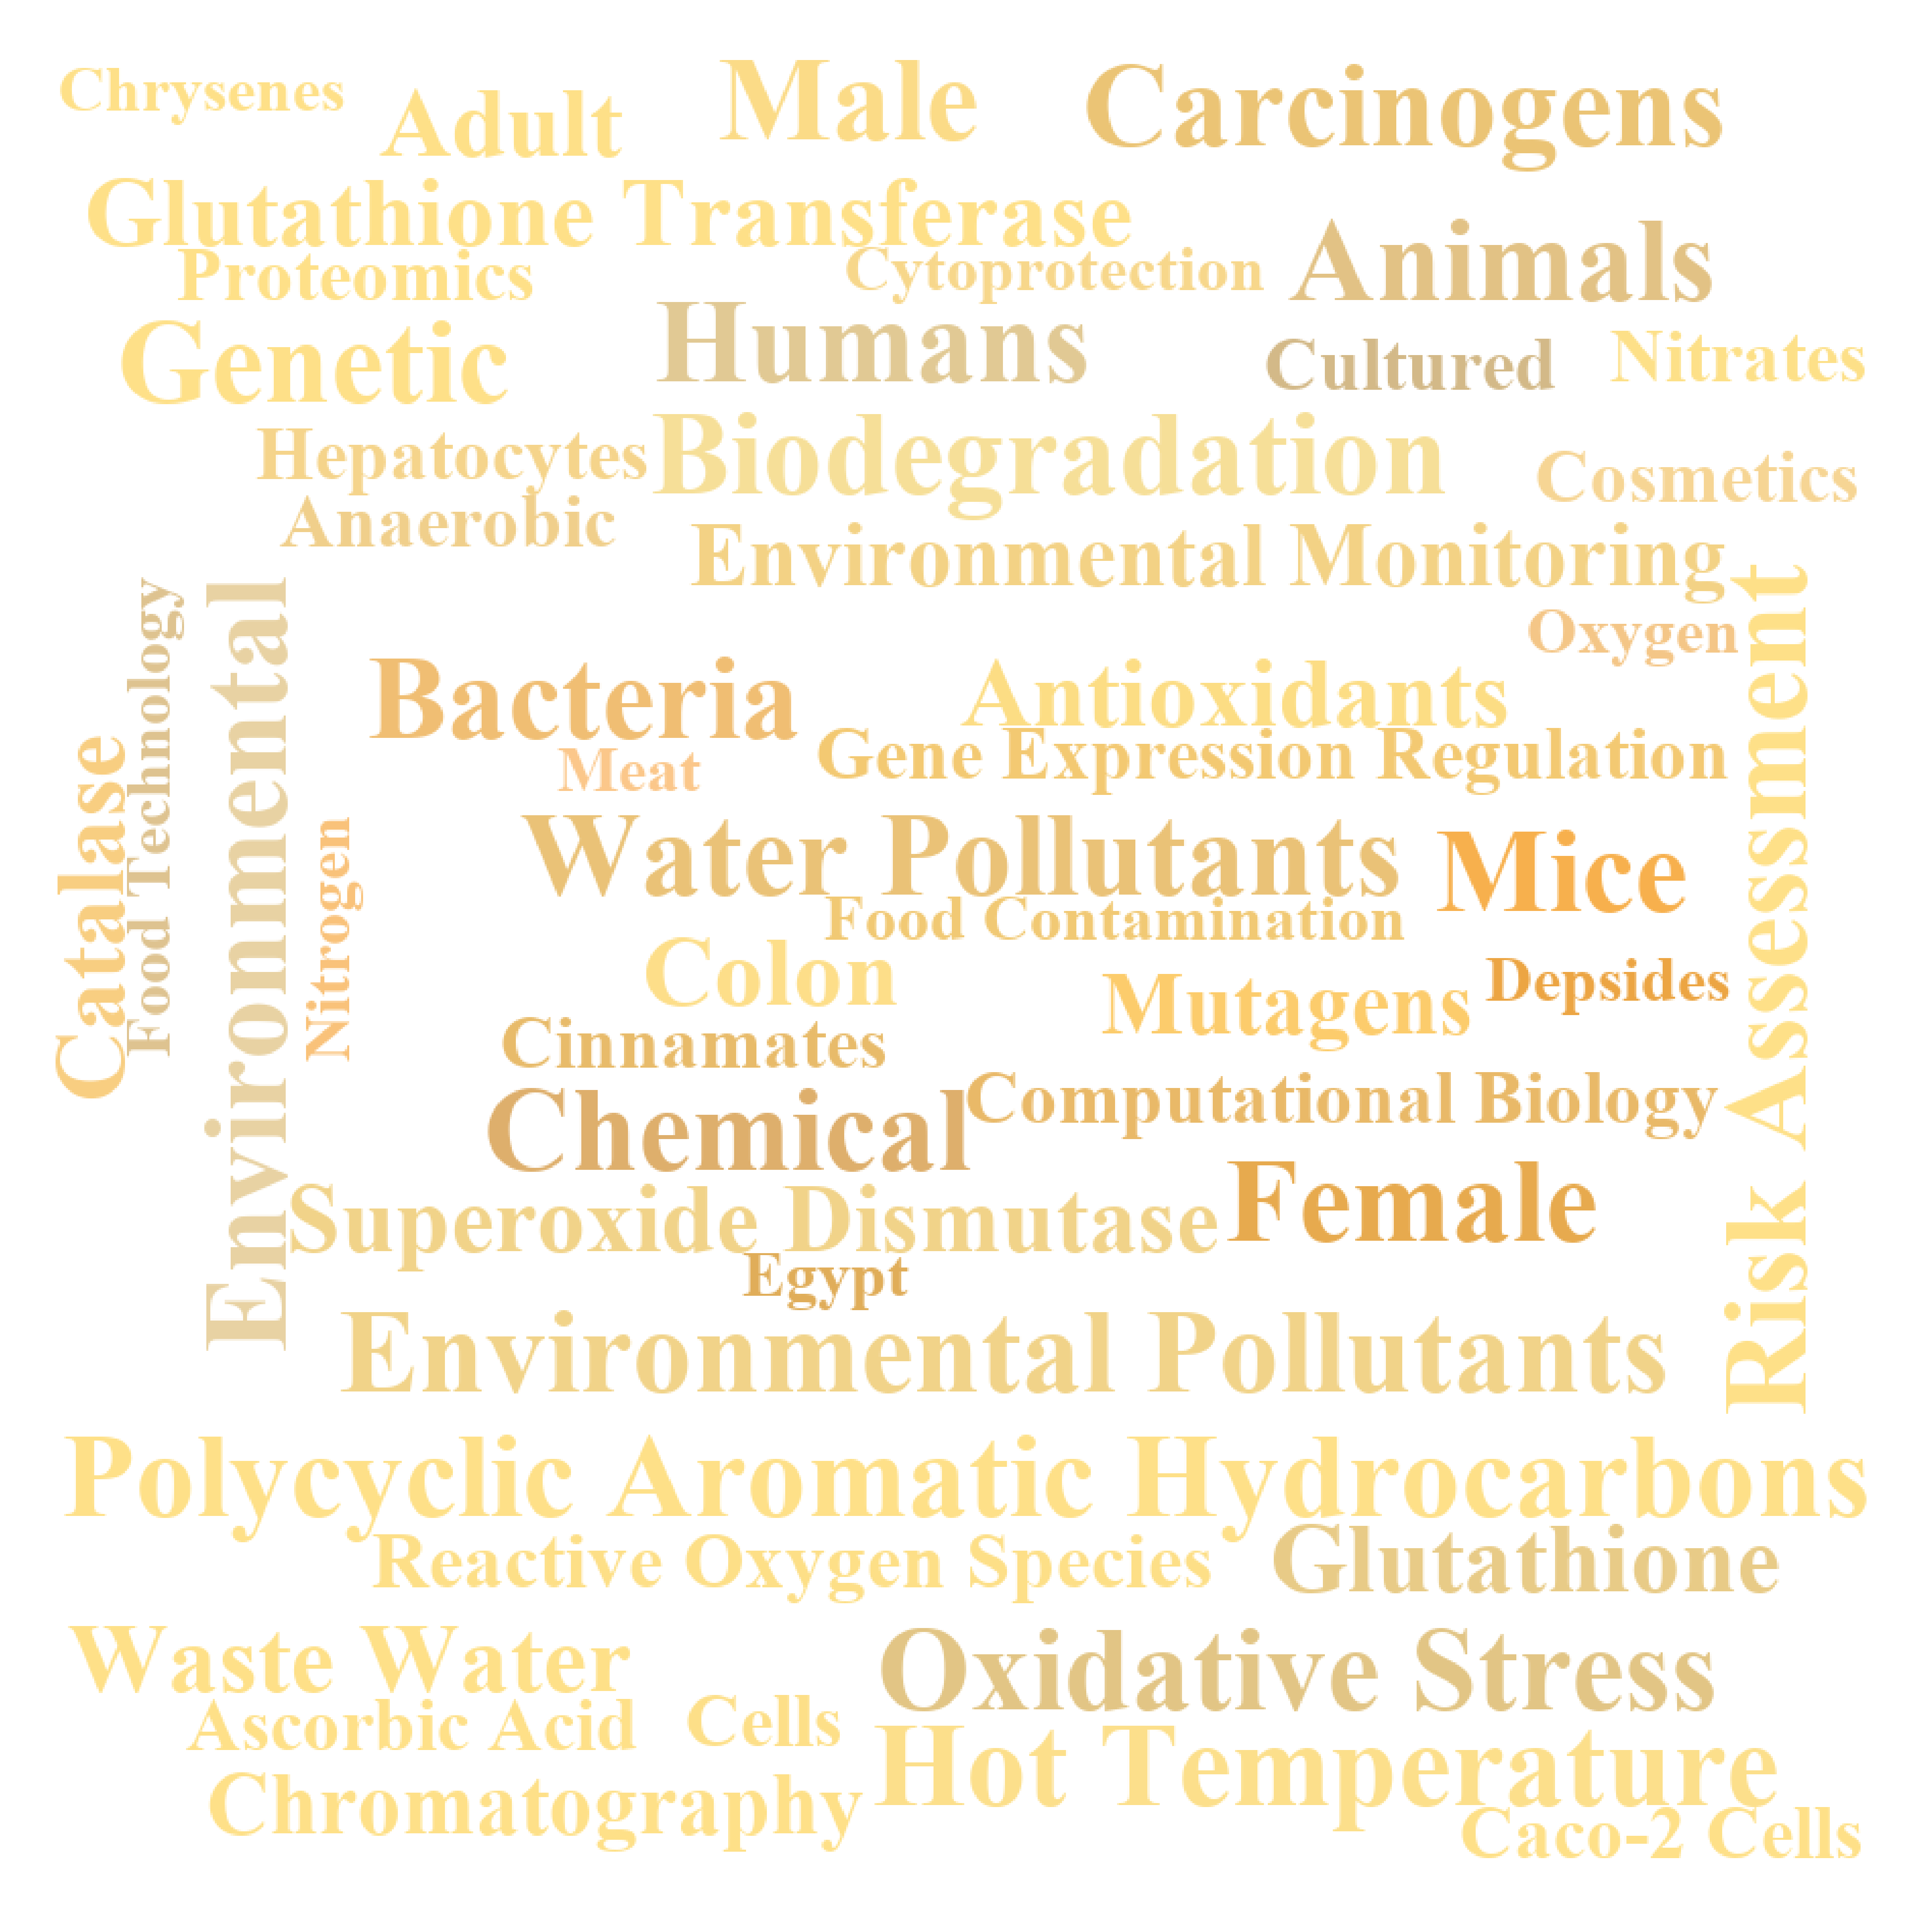 Chrysenes
Adult
Male
Carcinogens
Glutathione Transferase
Proteomics
Cytoprotection
Animals
Genetic
Humans
Cultured
Nitrates
Hepatocytes
Biodegradation
Cosmetics
Anaerobic
Environmental Monitoring
Oxygen
Catalase
Food Technology
Environmental
Nitrogen
Bacteria
Antioxidants
Meat
Gene Expression Regulation
Water Pollutants
Mice
Food Contamination
Colon
Mutagens
Depsides
Cinnamates
Chemical
Computational Biology
Risk Assessment
Superoxide Dismutase
Female
Egypt
Environmental Pollutants
Polycyclic Aromatic Hydrocarbons
Reactive Oxygen Species
Glutathione
Waste Water
Oxidative Stress
Ascorbic Acid
Cells
Hot Temperature
Chromatography
Caco-2 Cells